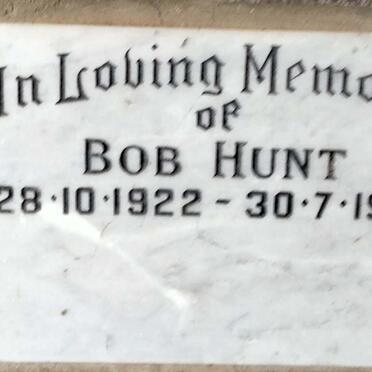 In Loving Memo
of
BOB HUNT
28·10·1922 - 30·7·19